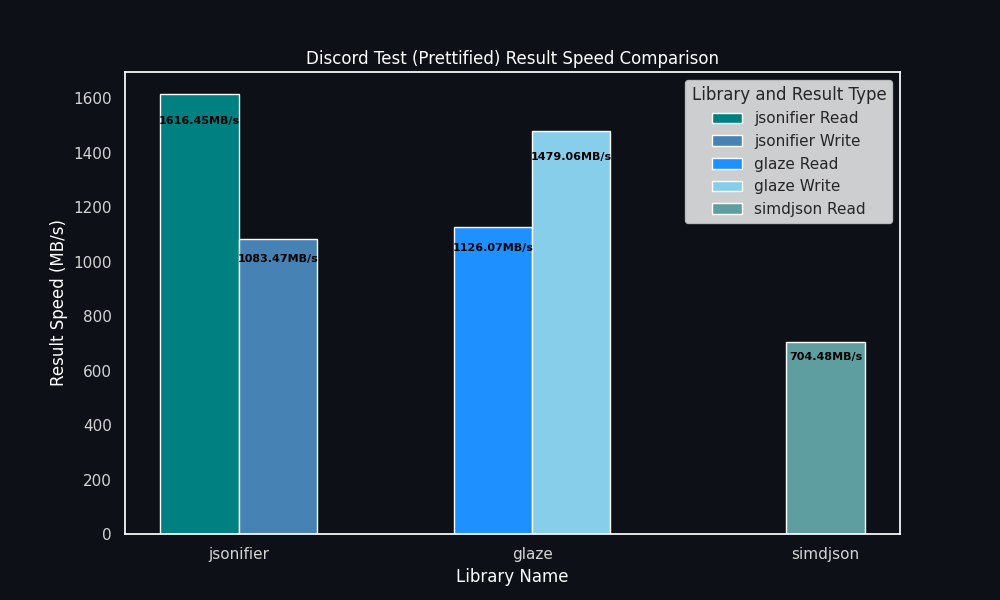 Discord Test (Prettified) Result Speed Comparison
Result Speed (MB/s)
1600
1400
1200
1000
800
600
400
200
0
1616.45MB/s
1083.47MB/s
1126.07MB/s
1479.06MB/s
704.48MB/s
Library and Result Type
jsonifier Read
jsonifier Write
glaze Read
glaze Write
simdjson Read
jsonifier
glaze
simdjson
Library Name